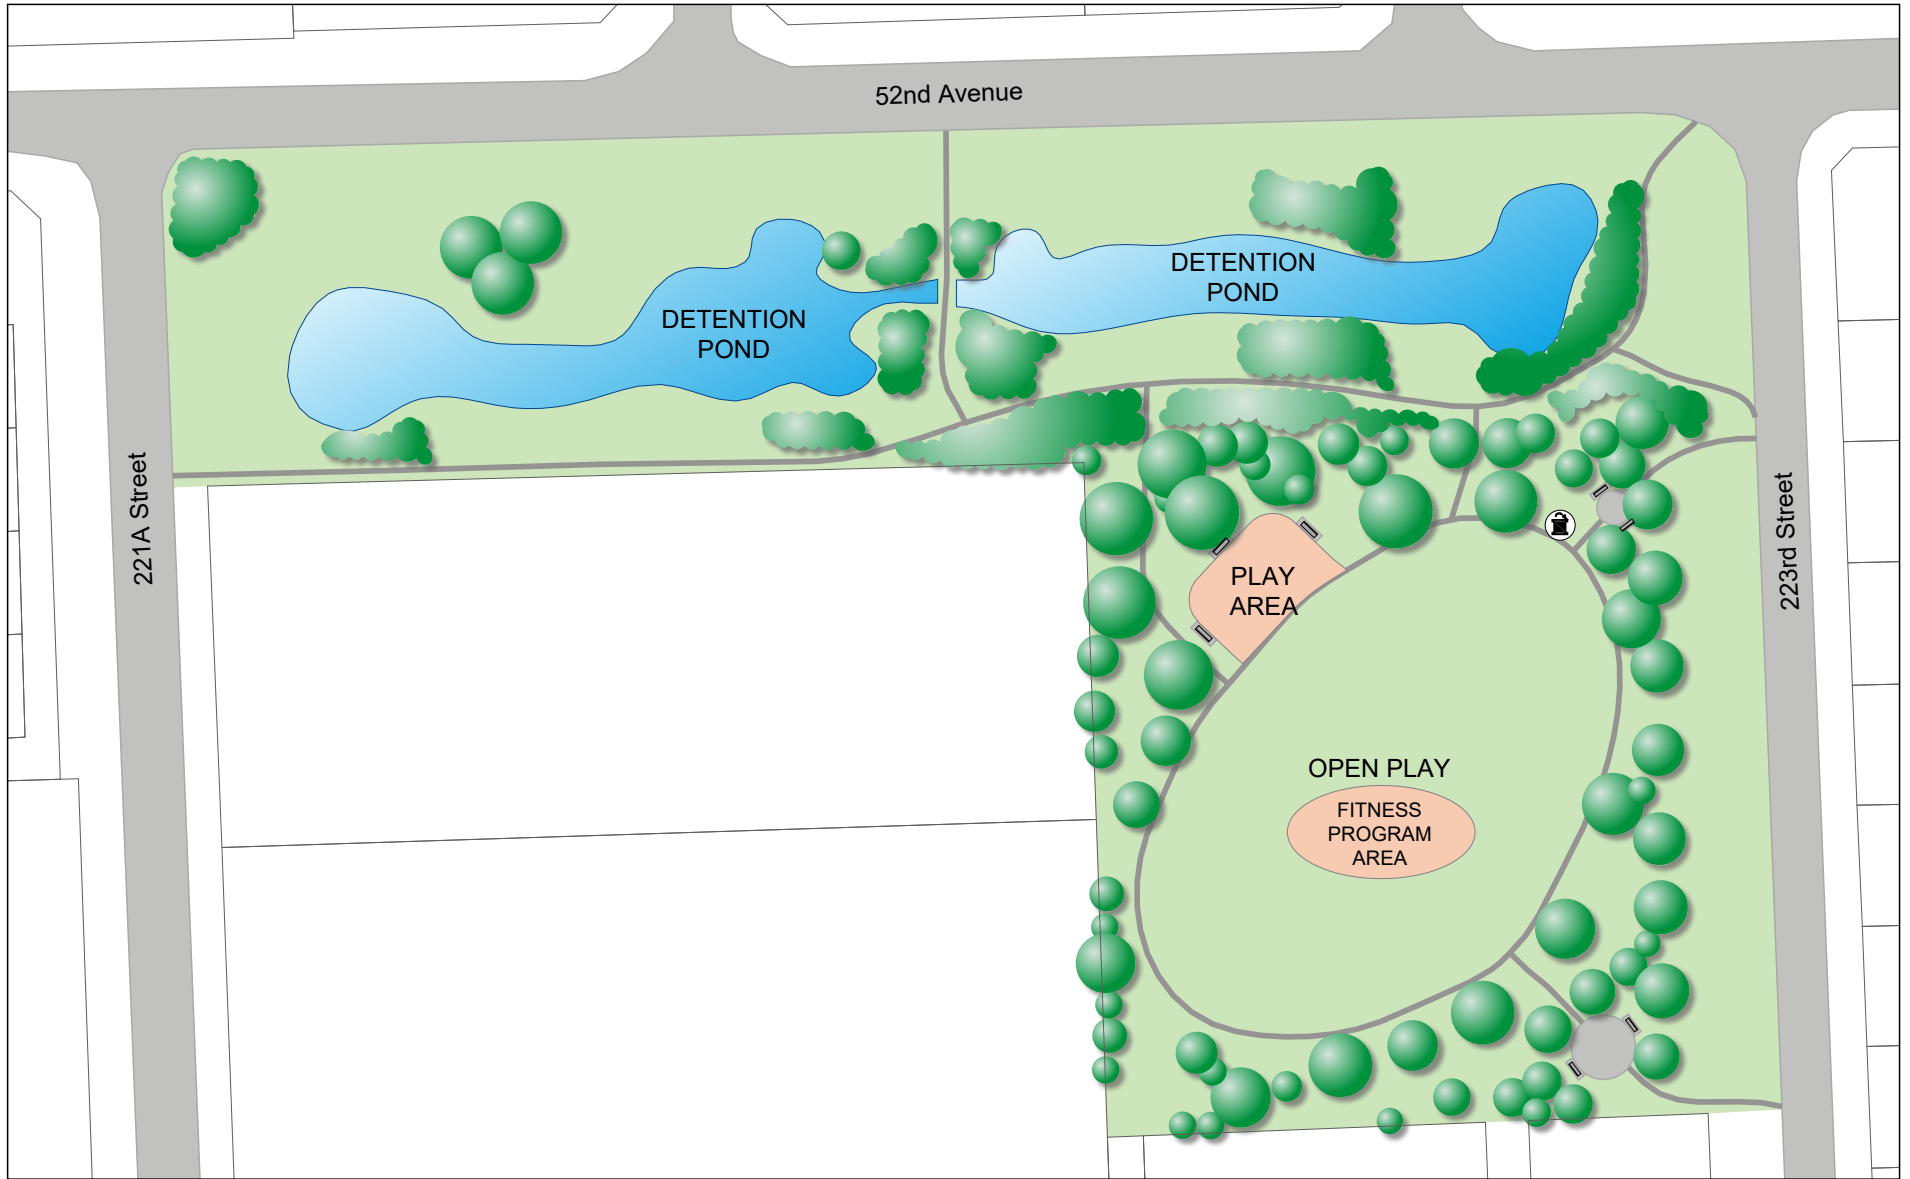 52nd Avenue
DETENTION
POND
DETENTION
POND
221A Street
223rd Street
PLAY
AREA
OPEN PLAY
FITNESS
PROGRAM
AREA